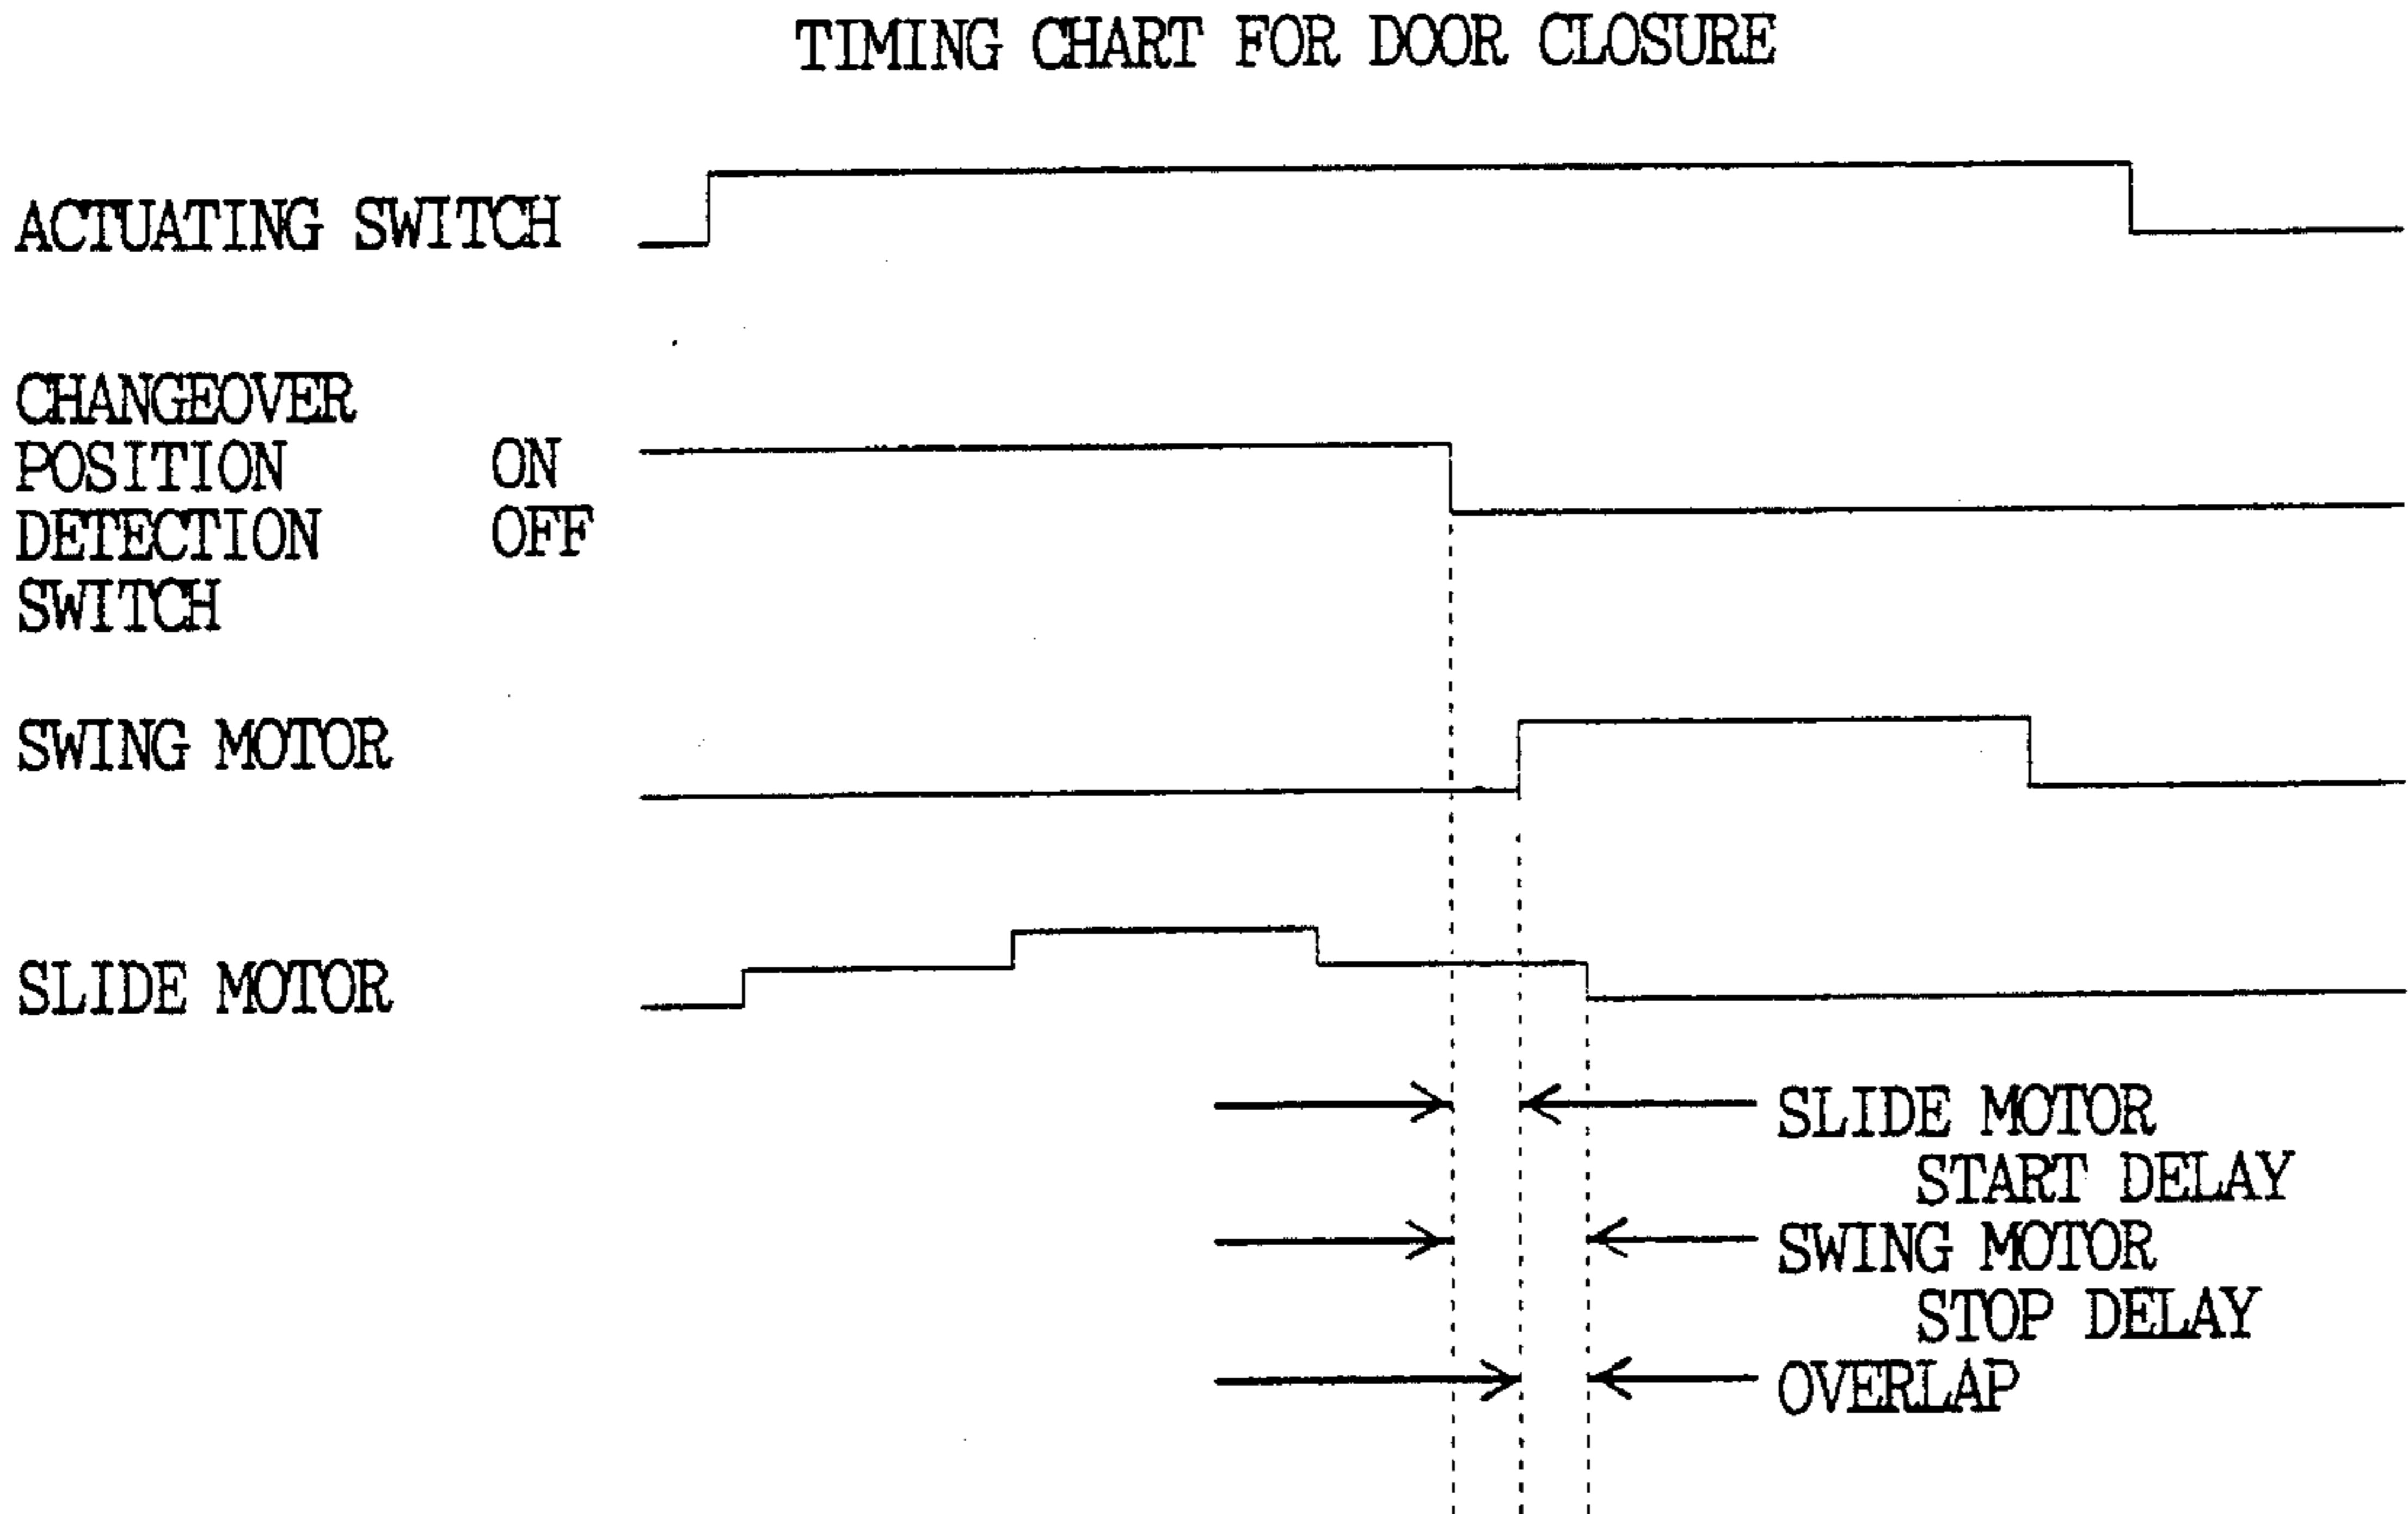 TIMING CHART FOR DOOR CLOSURE
ACTUATING SWITCH
CHANGEOVER
POSITION ON
DETECTION OFF
SWITCH
SWING MOTOR
SLIDE MOTOR
SLIDE MOTOR
START DELAY
SWING MOTOR
STOP DELAY
OVERLAP